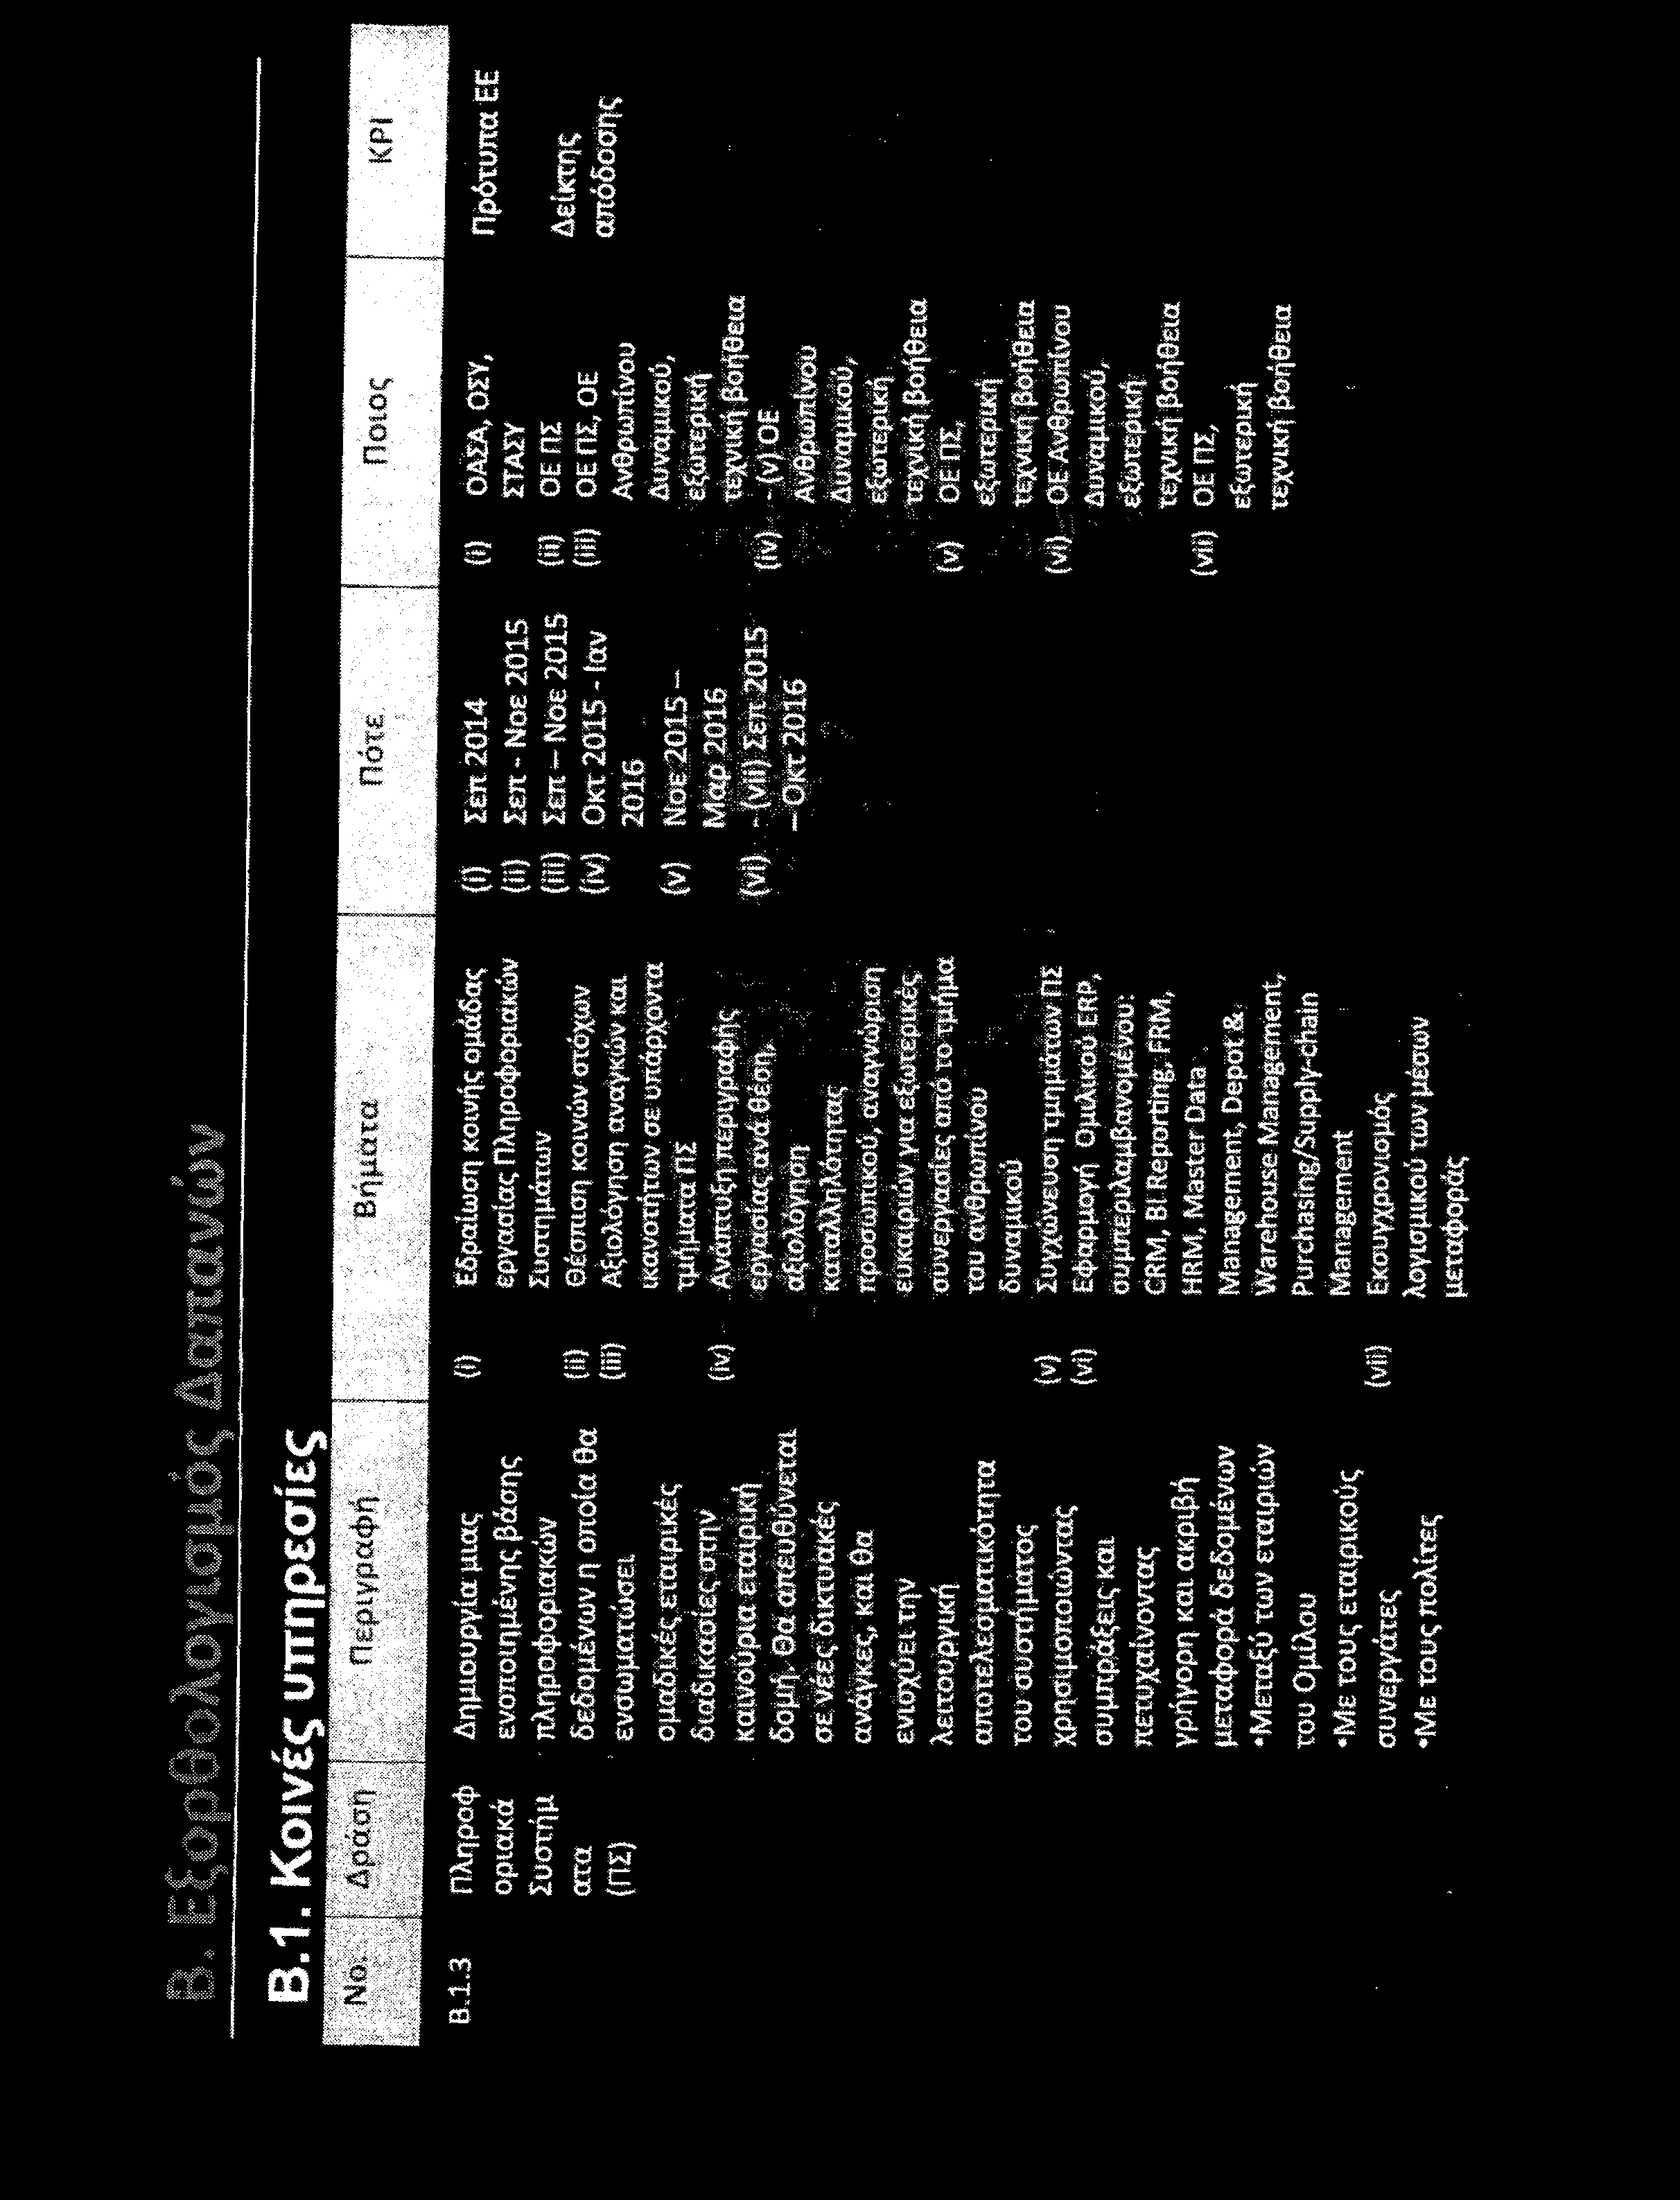 Β. Εξορθολογισμός Δαπανών
Β.1. Κοινές υπηρεσίες
Νο.
Δράση
Περιγραφή
Βήματα
Πότε
Ποιος
KPI
Β.1.3
Πληροφ
οριακά
Συστήμ
ατα
(ΠΣ)
Δημιουργία μιας
ενοποιημένης βάσης
πληροφοριακών
δεδομένων η οποία θα
ενσωματώσει
ομαδικές εταιρικές
διαδικασίες στην
καινούρια εταιρική
δομή. Θα απευθύνεται
σε νέες δικτυακές
ανάγκες, και θα
ενισχύει την
λειτουργική
αποτελεσματικότητα
του συστήματος
χρησιμοποιώντας
συμπράξεις και
πετυχαίνοντας
γρήγορη και ακριβή
μεταφορά δεδομένων
•Μεταξύ των εταιριών
του Ομίλου
•Με τους εταιρικούς
συνεργάτες
•Με τους πολίτες
(i) Εδραίωση κοινής ομάδας
εργασίας Πληροφοριακών
Συστημάτων
(ii) Θέσπιση κοινών στόχων
(iii) Αξιολόγηση αναγκών και
ικανοτήτων σε υπάρχοντα
τμήματα ΠΣ
(iv) Ανάπτυξη περιγραφής
εργασίας ανά θέση,
αξιολόγηση
καταλληλότητας
προσωπικού, αναγνώριση
ευκαιριών για εξωτερικές
συνεργασίες από το τμήμα
του ανθρωπίνου
δυναμικού
(v) Συγχώνευση τμημάτων ΠΣ
(vi) Εφαρμογή Ομιλικού ERP,
συμπεριλαμβανομένου:
CRM, BI Reporting, FRM,
HRM, Master Data
Management, Depot &
Warehouse Management,
Purchasing/Supply-chain
Management
(vii) Εκσυγχρονισμός
λογισμικού των μέσων
μεταφοράς
(i) Σεπ 2014
(ii) Σεπ - Νοε 2015
(iii) Σεπ – Νοε 2015
(iv) Οκτ 2015 - Ιαν
2016
(v) Νοε 2015 –
Μαρ 2016
(vi) - (vii) Σεπ 2015
– Οκτ 2016
(i) ΟΑΣΑ, ΟΣΥ,
ΣΤΑΣΥ
(ii) ΟΕ ΠΣ
(iii) ΟΕ ΠΣ, ΟΕ
Ανθρωπίνου
Δυναμικού,
εξωτερική
τεχνική βοήθεια
(iv) - (v) ΟΕ
Ανθρωπίνου
Δυναμικού,
εξωτερική
τεχνική βοήθεια
(v) ΟΕ ΠΣ,
εξωτερική
τεχνική βοήθεια
(vi) ΟΕ Ανθρωπίνου
Δυναμικού,
εξωτερική
τεχνική βοήθεια
(vii) ΟΕ ΠΣ,
εξωτερική
τεχνική βοήθεια
Πρότυπα ΕΕ
Δείκτης
απόδοσης